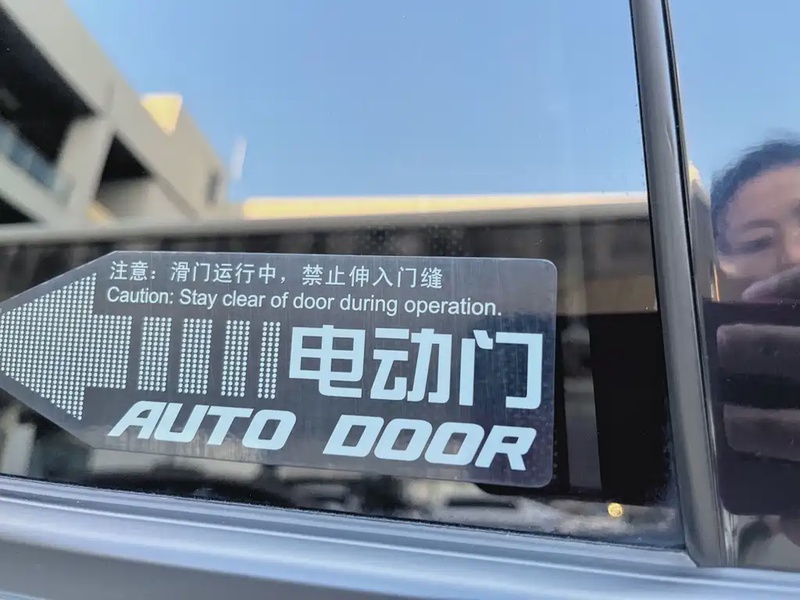 注意：滑门运行中，禁止伸入门缝
Caution: Stay clear of door during operation.
电动门
AUTO DOOR